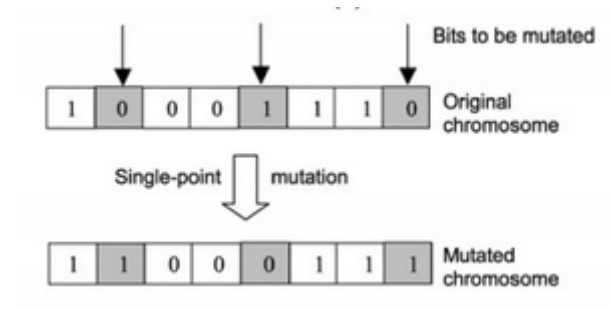 Bits to be mutated
1 0 0 0 1 1 1 0
Original
chromosome
Single-point mutation
1 1 0 0 0 1 1 1
Mutated
chromosome